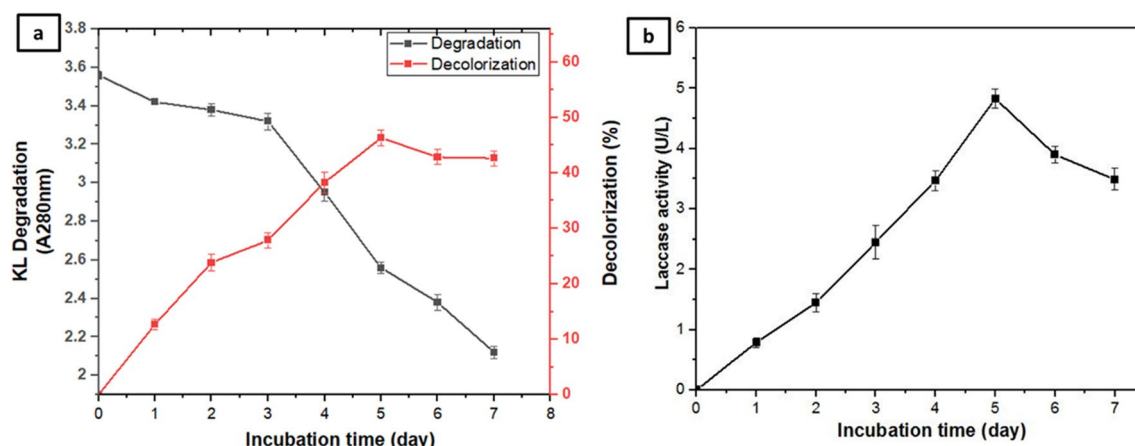 a
Degradation
Decolorization
KL Degradation
(A280nm)
3.8
3.6
3.4
3.2
3
2.8
2.6
2.4
2.2
2
60
50
40
30
20
10
0
Decolorization (%)
0 1 2 3 4 5 6 7 8
Incubation time (day)
b
Laccase activity (U/L)
6
5
4
3
2
1
0
0 1 2 3 4 5 6 7
Incubation time (day)